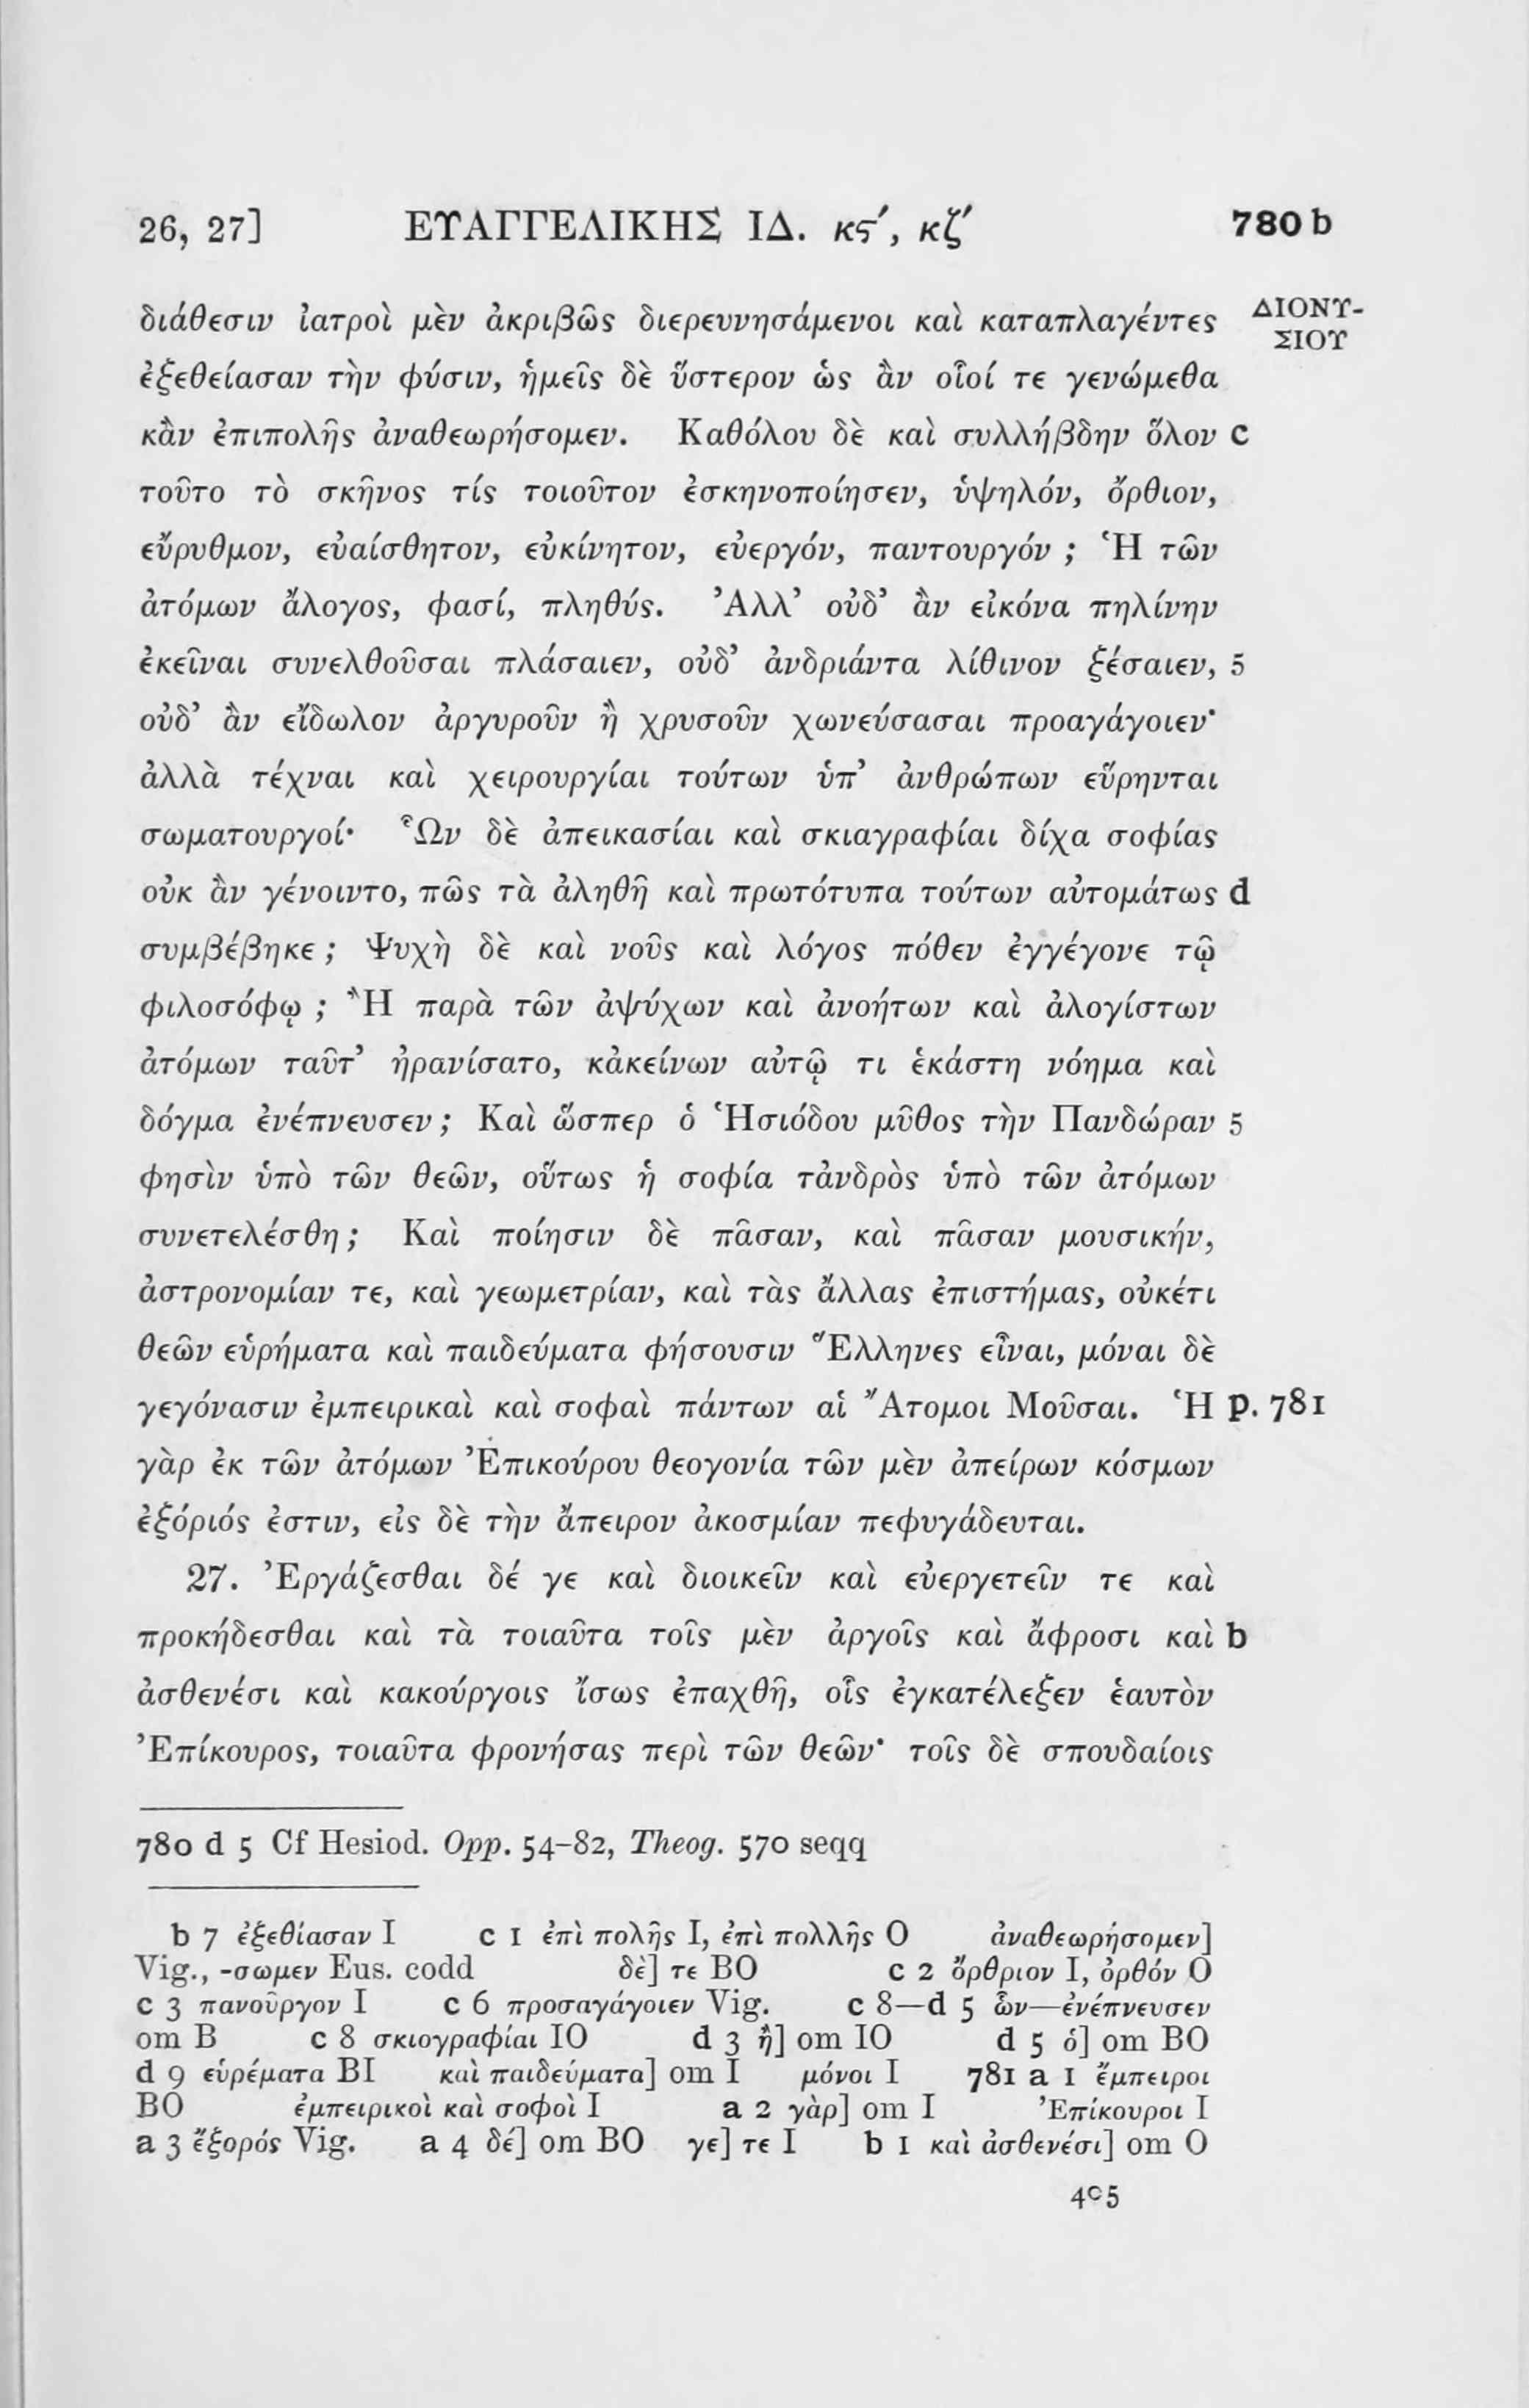 26, 27] ΕΥΑΓΓΕΛΙΚΗΣ ΙΔ. κϛʹ, κζʹ 780 b
διάθεσιν ἰατροὶ μὲν ἀκριβῶς διερευνησάμενοι καὶ καταπλαγέντες ΔΙΟΝΥ-
ΣΙΟΥ
ἐξεθείασαν τὴν φύσιν, ἡμεῖς δὲ ὕστερον ὡς ἂν οἷοί τε γενώμεθα
κἂν ἐπιπολῆς ἀναθεωρήσομεν. Καθόλου δὲ καὶ συλλήβδην ὅλον c
τοῦτο τὸ σκῆνος τίς τοιοῦτον ἐσκηνοποίησεν, ὑψηλόν, ὄρθιον,
εὔρυθμον, εὐαίσθητον, εὐκίνητον, εὐεργόν, παντουργόν ; Ἡ τῶν
ἀτόμων ἄλογος, φασί, πληθύς. Ἀλλ’ οὐδ’ ἂν εἰκόνα πηλίνην
ἐκεῖναι συνελθοῦσαι πλάσαιεν, οὐδ’ ἀνδριάντα λίθινον ξέσαιεν, 5
οὐδ’ ἂν εἴδωλον ἀργυροῦν ἢ χρυσοῦν χωνεύσασαι προαγάγοιεν·
ἀλλὰ τέχναι καὶ χειρουργίαι τούτων ὑπ’ ἀνθρώπων εὕρηνται
σωματουργοί· Ὧν δὲ ἀπεικασίαι καὶ σκιαγραφίαι δίχα σοφίας
οὐκ ἂν γένοιντο, πῶς τὰ ἀληθῆ καὶ πρωτότυπα τούτων αὐτομάτως d
συμβέβηκε ; Ψυχὴ δὲ καὶ νοῦς καὶ λόγος πόθεν ἐγγέγονε τῷ
φιλοσόφῳ ; Ἢ παρὰ τῶν ἀψύχων καὶ ἀνοήτων καὶ ἀλογίστων
ἀτόμων ταῦτ’ ἠρανίσατο, κἀκείνων αὐτῷ τι ἑκάστη νόημα καὶ
δόγμα ἐνέπνευσεν ; Καὶ ὥσπερ ὁ Ἡσιόδου μῦθος τὴν Πανδώραν 5
φησὶν ὑπὸ τῶν θεῶν, οὕτως ἡ σοφία τἀνδρὸς ὑπὸ τῶν ἀτόμων
συνετελέσθη ; Καὶ ποίησιν δὲ πᾶσαν, καὶ πᾶσαν μουσικήν,
ἀστρονομίαν τε, καὶ γεωμετρίαν, καὶ τὰς ἄλλας ἐπιστήμας, οὐκέτι
θεῶν εὑρήματα καὶ παιδεύματα φήσουσιν Ἕλληνες εἶναι, μόναι δὲ
γεγόνασιν ἐμπειρικαὶ καὶ σοφαὶ πάντων αἱ Ἄτομοι Μοῦσαι. Ἡ p. 781
γὰρ ἐκ τῶν ἀτόμων Ἐπικούρου θεογονία τῶν μὲν ἀπείρων κόσμων
ἐξόριός ἐστιν, εἰς δὲ τὴν ἄπειρον ἀκοσμίαν πεφυγάδευται.
27. Ἐργάζεσθαι δέ γε καὶ διοικεῖν καὶ εὐεργετεῖν τε καὶ
προκήδεσθαι καὶ τὰ τοιαῦτα τοῖς μὲν ἀργοῖς καὶ ἄφροσι καὶ b
ἀσθενέσι καὶ κακούργοις ἴσως ἐπαχθῆ, οἷς ἐγκατέλεξεν ἑαυτὸν
Ἐπίκουρος, τοιαῦτα φρονήσας περὶ τῶν θεῶν· τοῖς δὲ σπουδαίοις
780 d 5 Cf Hesiod. Opp. 54–82, Theog. 570 seqq
b 7 ἐξεθίασαν I c 1 ἐπὶ πολῆς I, ἐπὶ πολλῆς O ἀναθεωρήσομεν]
Vig., -σωμεν Eus. codd δὲ] τε BO c 2 ὄρθριον I, ὀρθόν O
c 3 πανοῦργον I c 6 προσαγάγοιεν Vig. c 8—d 5 ὧν—ἐνέπνευσεν
om B c 8 σκιογραφίαι IO d 3 ἢ] om IO d 5 ὁ] om BO
d 9 εὑρέματα BI καὶ παιδεύματα] om I μόνοι I 781 a 1 ἔμπειροι
BO ἐμπειρικοὶ καὶ σοφοὶ I a 2 γὰρ] om I Ἐπίκουροι I
a 3 ἔξορός Vig. a 4 δέ] om BO γε] τε I b 1 καὶ ἀσθενέσι] om O
405